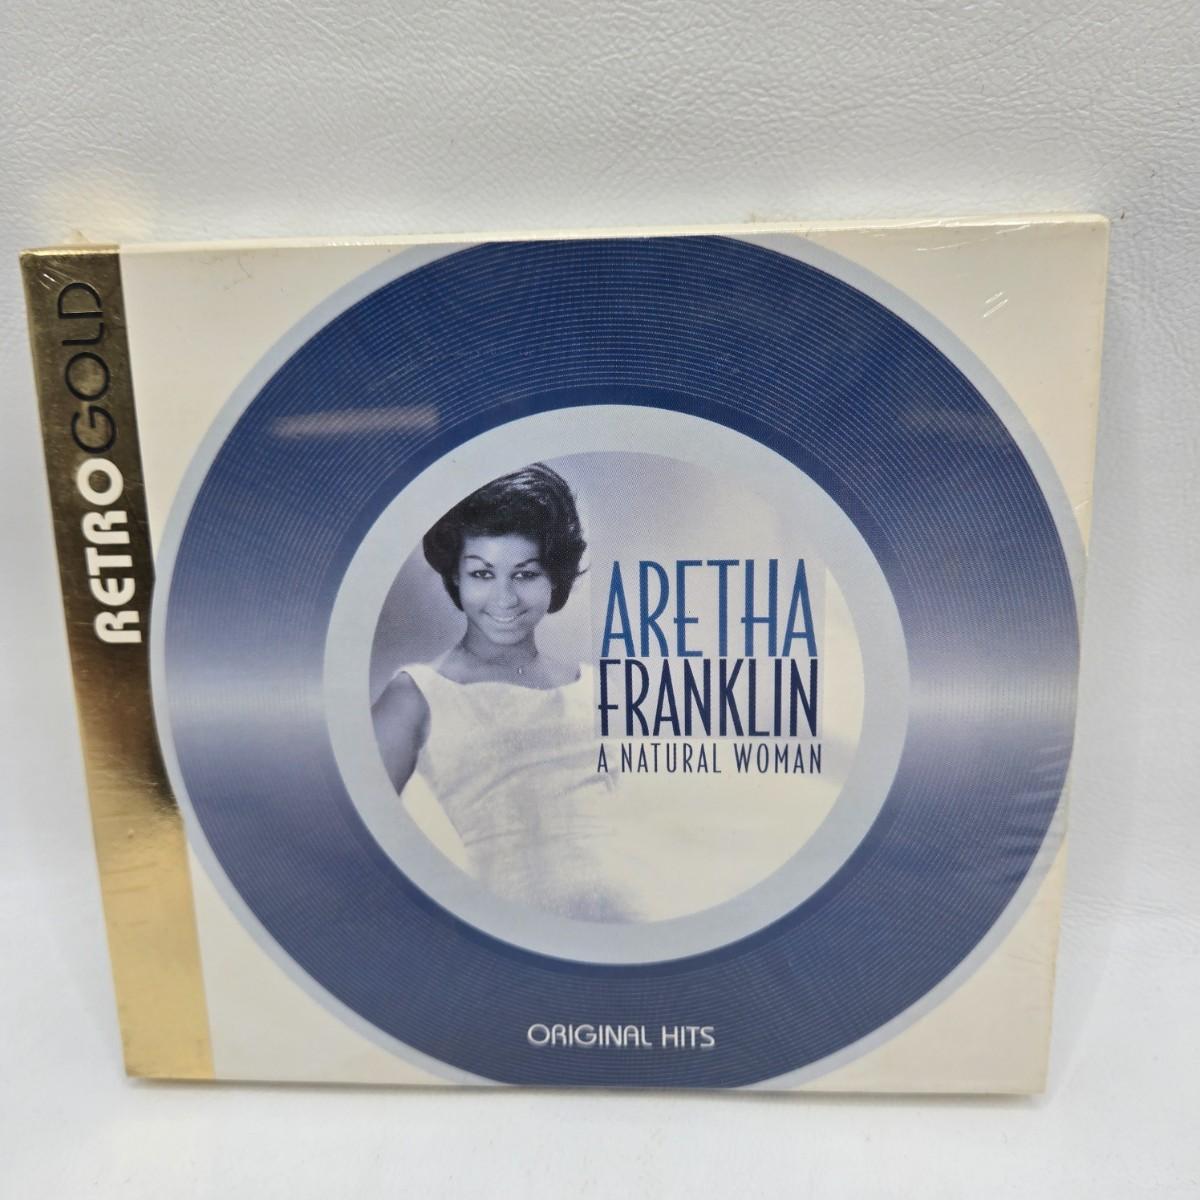 RETROGOLD
ARETHA
FRANKLIN
A NATURAL WOMAN
ORIGINAL HITS